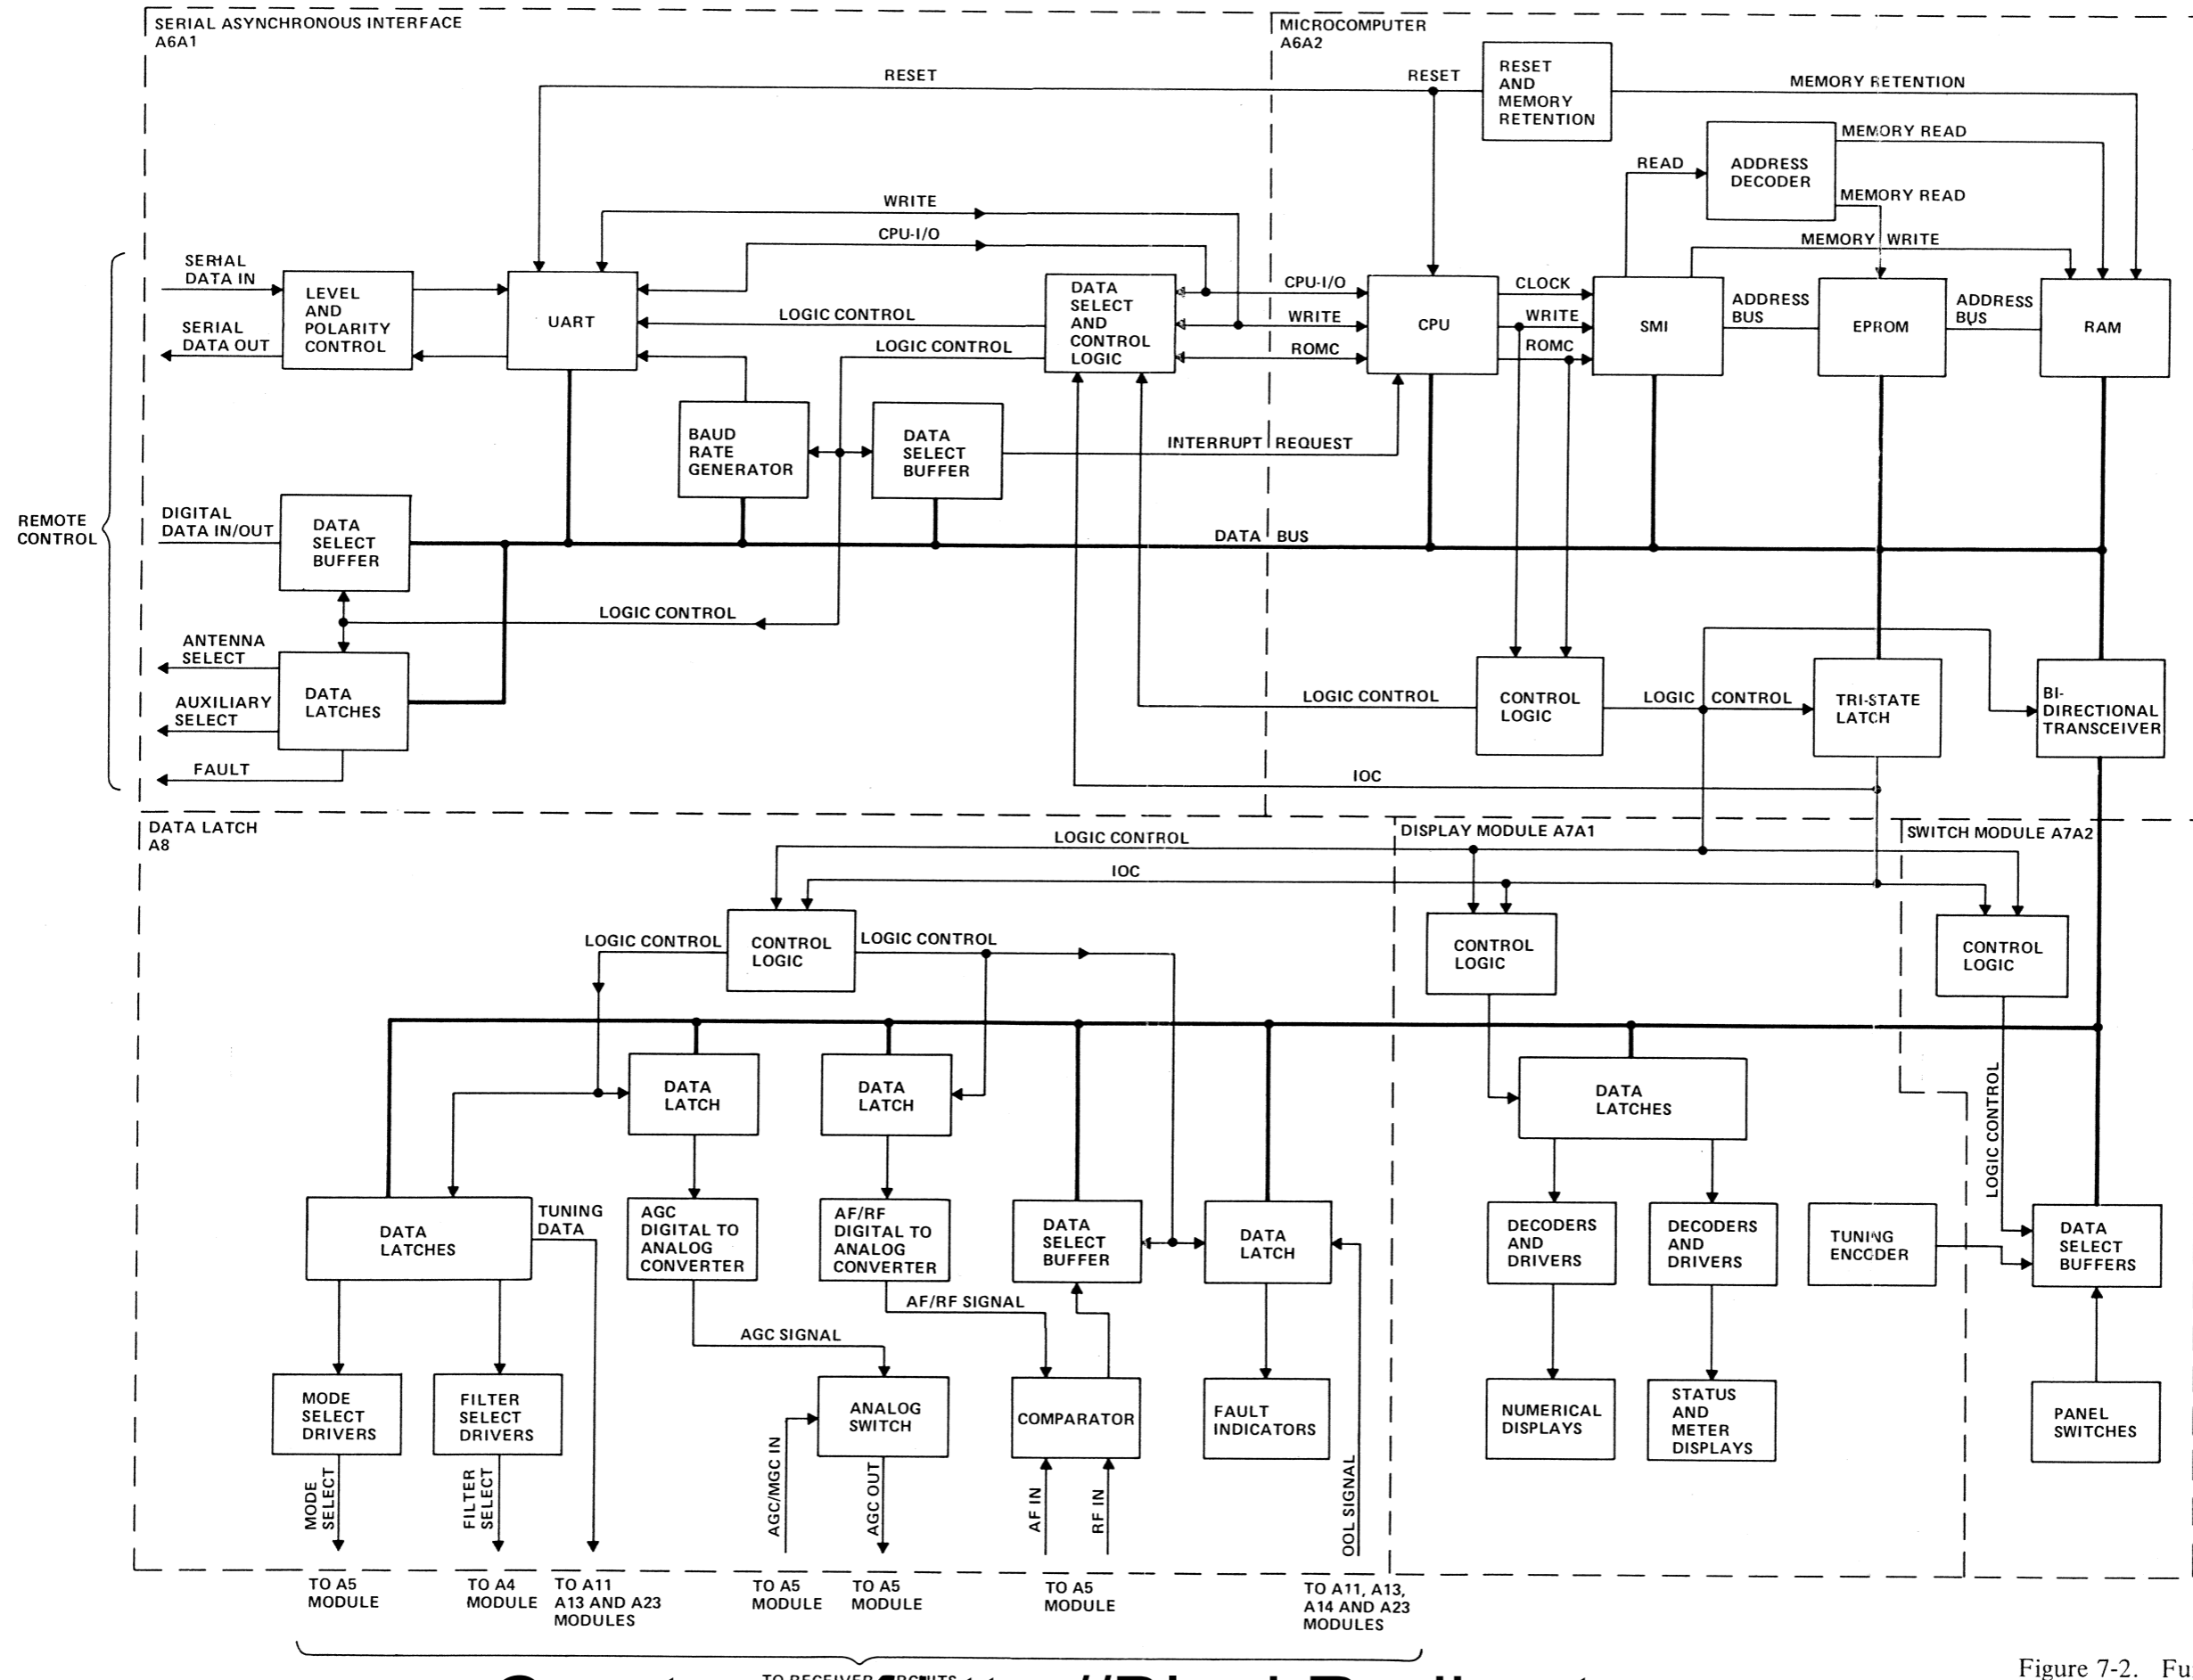 SERIAL ASYNCHRONOUS INTERFACE
A6A1
MICROCOMPUTER
A6A2
RESET
RESET
RESET
AND
MEMORY
RETENTION
MEMORY RETENTION
MEMORY READ
READ
ADDRESS
DECODER
MEMORY READ
WRITE
CPU-I/O
MEMORY WRITE
SERIAL
DATA IN
SERIAL
DATA OUT
LEVEL
AND
POLARITY
CONTROL
UART
LOGIC CONTROL
LOGIC CONTROL
DATA
SELECT
AND
CONTROL
LOGIC
CPU-I/O
WRITE
ROMC
CPU
CLOCK
WRITE
ROMC
SMI
ADDRESS
BUS
EPROM
ADDRESS
BUS
RAM
BAUD
RATE
GENERATOR
DATA
SELECT
BUFFER
INTERRUPT REQUEST
REMOTE
CONTROL
DIGITAL
DATA IN/OUT
DATA
SELECT
BUFFER
DATA BUS
LOGIC CONTROL
ANTENNA
SELECT
AUXILIARY
SELECT
FAULT
DATA
LATCHES
LOGIC CONTROL
CONTROL
LOGIC
LOGIC CONTROL
TRI-STATE
LATCH
BI-
DIRECTIONAL
TRANSCEIVER
IOC
DATA LATCH
A8
DISPLAY MODULE A7A1
SWITCH MODULE A7A2
LOGIC CONTROL
IOC
LOGIC CONTROL
CONTROL
LOGIC
LOGIC CONTROL
CONTROL
LOGIC
CONTROL
LOGIC
DATA
LATCH
DATA
LATCH
DATA
LATCHES
LOGIC CONTROL
DATA
LATCHES
TUNING
DATA
AGC
DIGITAL TO
ANALOG
CONVERTER
AF/RF
DIGITAL TO
ANALOG
CONVERTER
DATA
SELECT
BUFFER
DATA
LATCH
DECODERS
AND
DRIVERS
DECODERS
AND
DRIVERS
TUNING
ENCODER
DATA
SELECT
BUFFERS
AF/RF SIGNAL
AGC SIGNAL
MODE
SELECT
DRIVERS
FILTER
SELECT
DRIVERS
ANALOG
SWITCH
COMPARATOR
FAULT
INDICATORS
NUMERICAL
DISPLAYS
STATUS
AND
METER
DISPLAYS
PANEL
SWITCHES
MODE
SELECT
FILTER
SELECT
AGC/MGC IN
AGC OUT
AF IN
RF IN
OOL SIGNAL
TO A5
MODULE
TO A4
MODULE
TO A11
A13 AND A23
MODULES
TO A5
MODULE
TO A5
MODULE
TO A5
MODULE
TO A11, A13,
A14 AND A23
MODULES
Figure 7-2. Fu